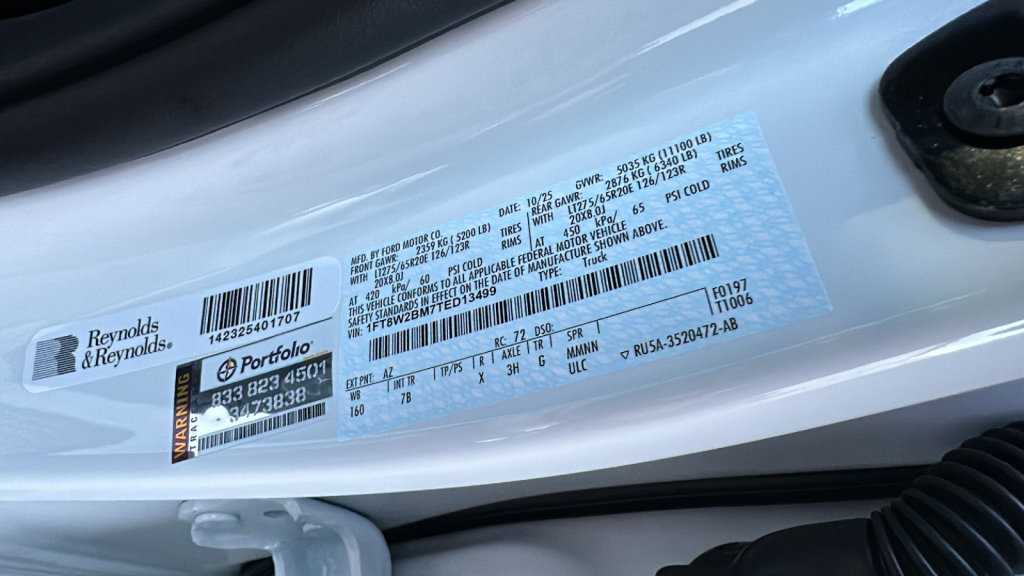 MFD. BY FORD MOTOR CO.
DATE: 10/25
GVWR: 5035 KG (11100 LB)
FRONT GAWR: 2359 KG ( 5200 LB)
REAR GAWR: 2876 KG ( 6340 LB)
WITH LT275/65R20E 126/123R TIRES
WITH LT275/65R20E 126/123R TIRES
20X8.0J RIMS
20X8.0J RIMS
AT 420 kPa/ 60 PSI COLD
AT 450 kPa/ 65 PSI COLD
THIS VEHICLE CONFORMS TO ALL APPLICABLE FEDERAL MOTOR VEHICLE
SAFETY STANDARDS IN EFFECT ON THE DATE OF MANUFACTURE SHOWN ABOVE.
1FT8W2BM7TED13499
TYPE: Truck
F0197
T1006
EXT PNT: AZ RC: 72 DSO:
WB INT TR TP/PS R AXLE TR SPR
160 7B X 3H G MMNN
ULC
▽ RU5A-3520472-AB
Reynolds
&Reynolds®
142325401707
Portfolio®
WARNING
TRACE
833 823 4501
3473838